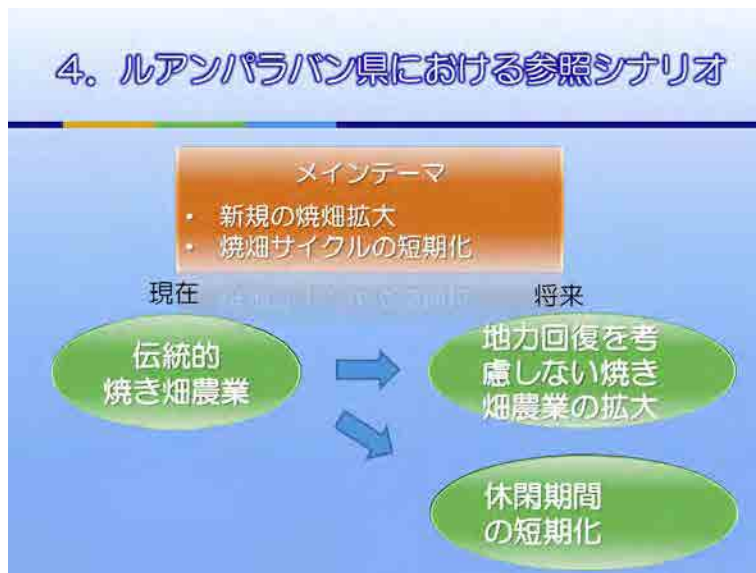 4. ルアンパラバン県における参照シナリオ
メインテーマ
• 新規の焼畑拡大
• 焼畑サイクルの短期化
現在
将来
伝統的
焼き畑農業
地力回復を考
慮しない焼き
畑農業の拡大
休閑期間
の短期化